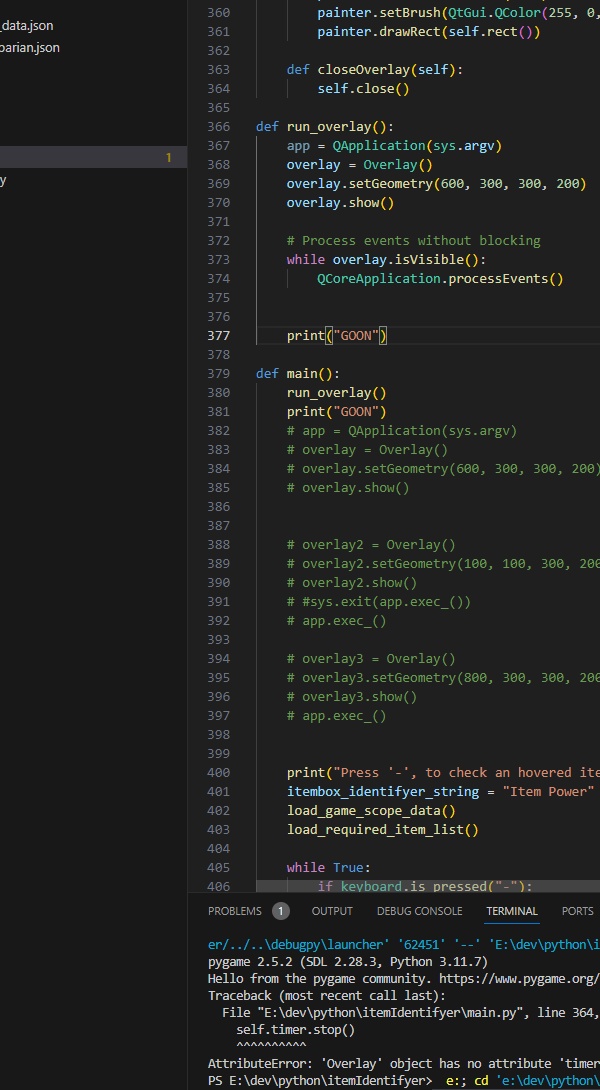 _data.json
barian.json
1
y
360 painter.setBrush(QtGui.QColor(255, 0,
361 painter.drawRect(self.rect())
362
363 def closeOverlay(self):
364 self.close()
365
366 def run_overlay():
367 app = QApplication(sys.argv)
368 overlay = Overlay()
369 overlay.setGeometry(600, 300, 300, 200)
370 overlay.show()
371
372 # Process events without blocking
373 while overlay.isVisible():
374 QCoreApplication.processEvents()
375
376
377 print("GOON")
378
379 def main():
380 run_overlay()
381 print("GOON")
382 # app = QApplication(sys.argv)
383 # overlay = Overlay()
384 # overlay.setGeometry(600, 300, 300, 200)
385 # overlay.show()
386
387
388 # overlay2 = Overlay()
389 # overlay2.setGeometry(100, 100, 300, 200
390 # overlay2.show()
391 # #sys.exit(app.exec_())
392 # app.exec_()
393
394 # overlay3 = Overlay()
395 # overlay3.setGeometry(800, 300, 300, 200
396 # overlay3.show()
397 # app.exec_()
398
399
400 print("Press '-', to check an hovered ite
401 itembox_identifyer_string = "Item Power"
402 load_game_scope_data()
403 load_required_item_list()
404
405 while True:
406 if keyboard.is_pressed("-"):
PROBLEMS 1 OUTPUT DEBUG CONSOLE TERMINAL PORTS
er/../..\debugpy\launcher' '62451' '--' 'E:\dev\python\i
pygame 2.5.2 (SDL 2.28.3, Python 3.11.7)
Hello from the pygame community. https://www.pygame.org/
Traceback (most recent call last):
File "E:\dev\python\itemIdentifyer\main.py", line 364,
self.timer.stop()
^^^^^^^^^^
AttributeError: 'Overlay' object has no attribute 'timer
PS E:\dev\python\itemIdentifyer> e:; cd 'e:\dev\python\